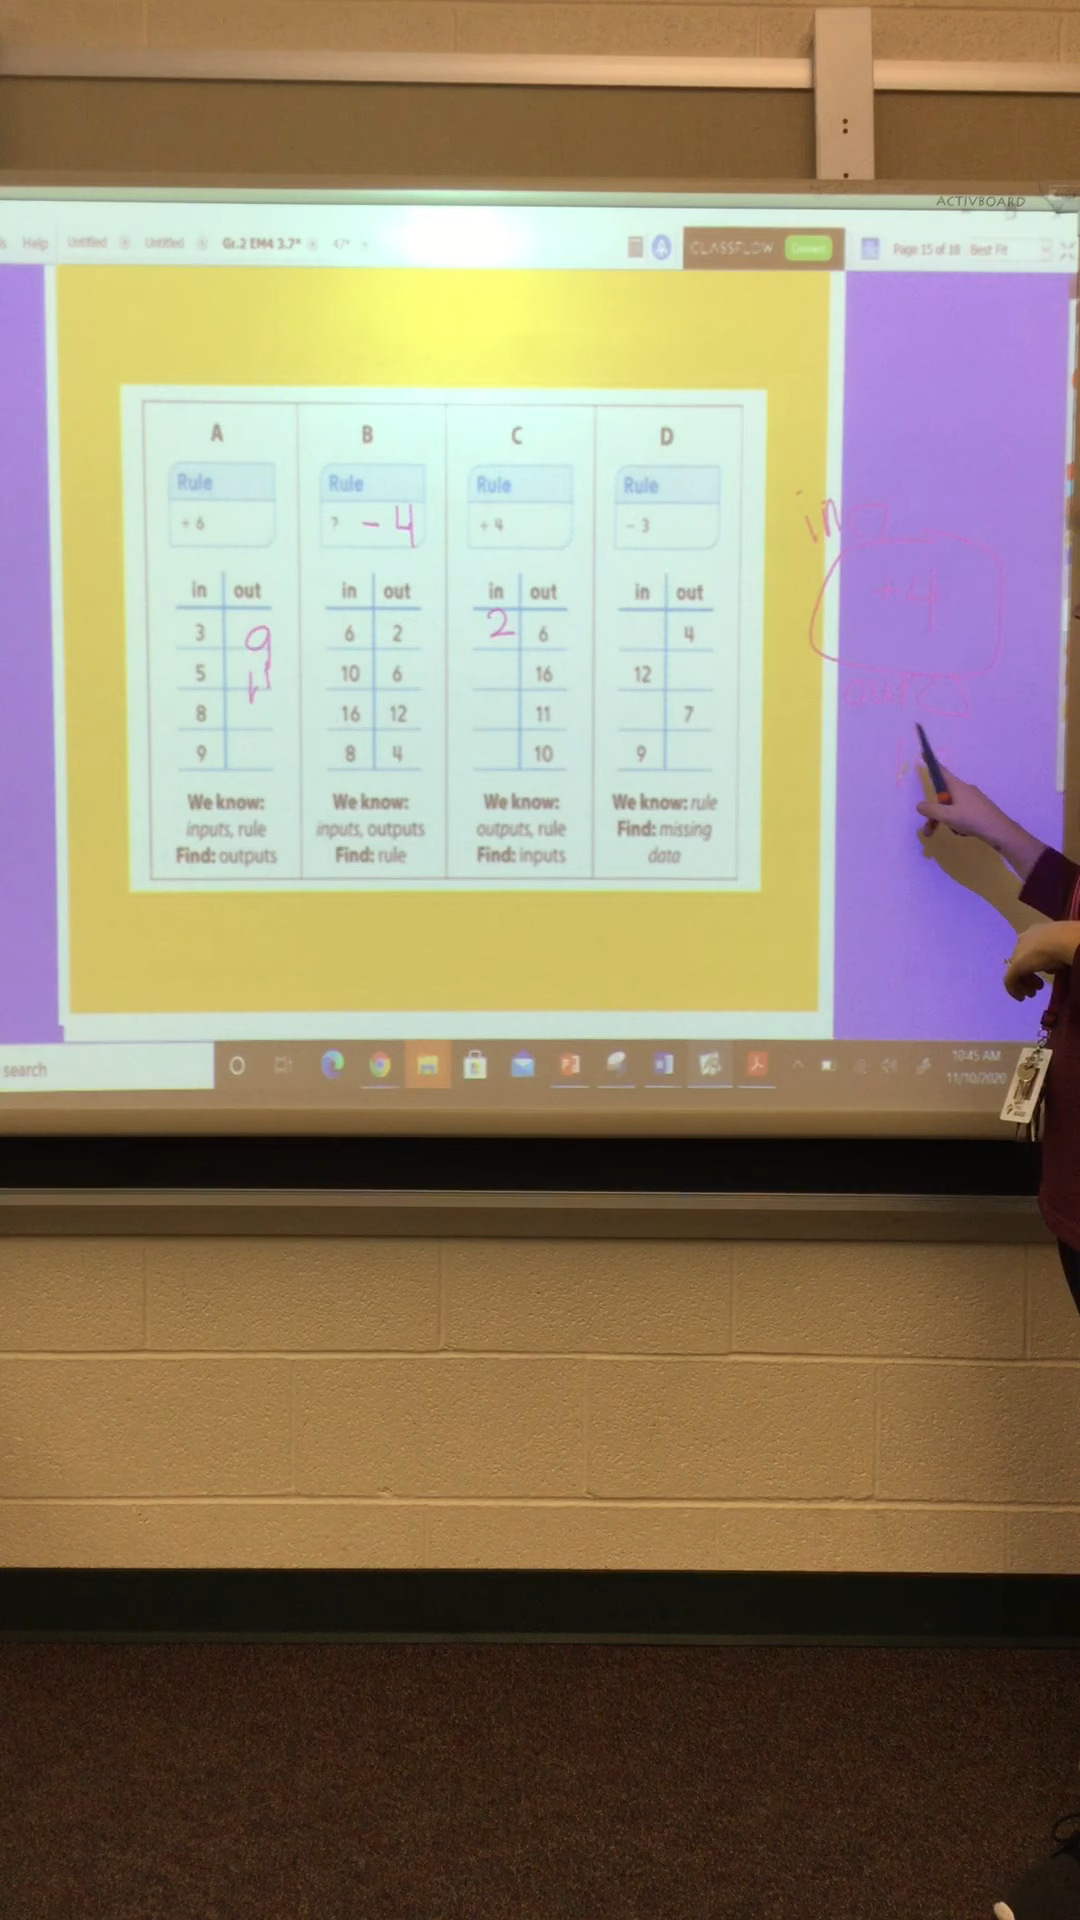 ACTIVBOARD
Help Untitled Untitled Gr.2 EM4 3.7* 47* CLASSFLOW Connect Page 15 of 18 Best Fit
A B C D
Rule Rule Rule Rule
+ 6 ? - 4 + 4 - 3
in out in out in out in out
3 9 6 2 2 6 4
5 11 10 6 16 12
8 16 12 11 7
9 8 4 10 9
We know: We know: We know: We know: rule
inputs, rule inputs, outputs outputs, rule Find: missing
Find: outputs Find: rule Find: inputs data
in
+4
out
search
10:45 AM
11/10/2020